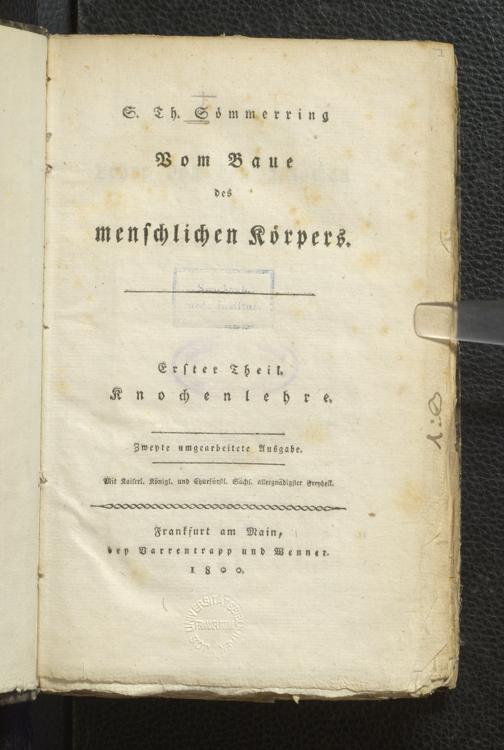 S. Th. Sömmerring
Vom Baue
des
menschlichen Körpers.
Erster Theil.
Knochenlehre.
Zweyte umgearbeitete Ausgabe.
Mit Kaiserl. Königl. und Churfürstl. Sächs. allergnädigster Freyheit.
Frankfurt am Main,
bey Varrentrapp und Wenner.
1800.